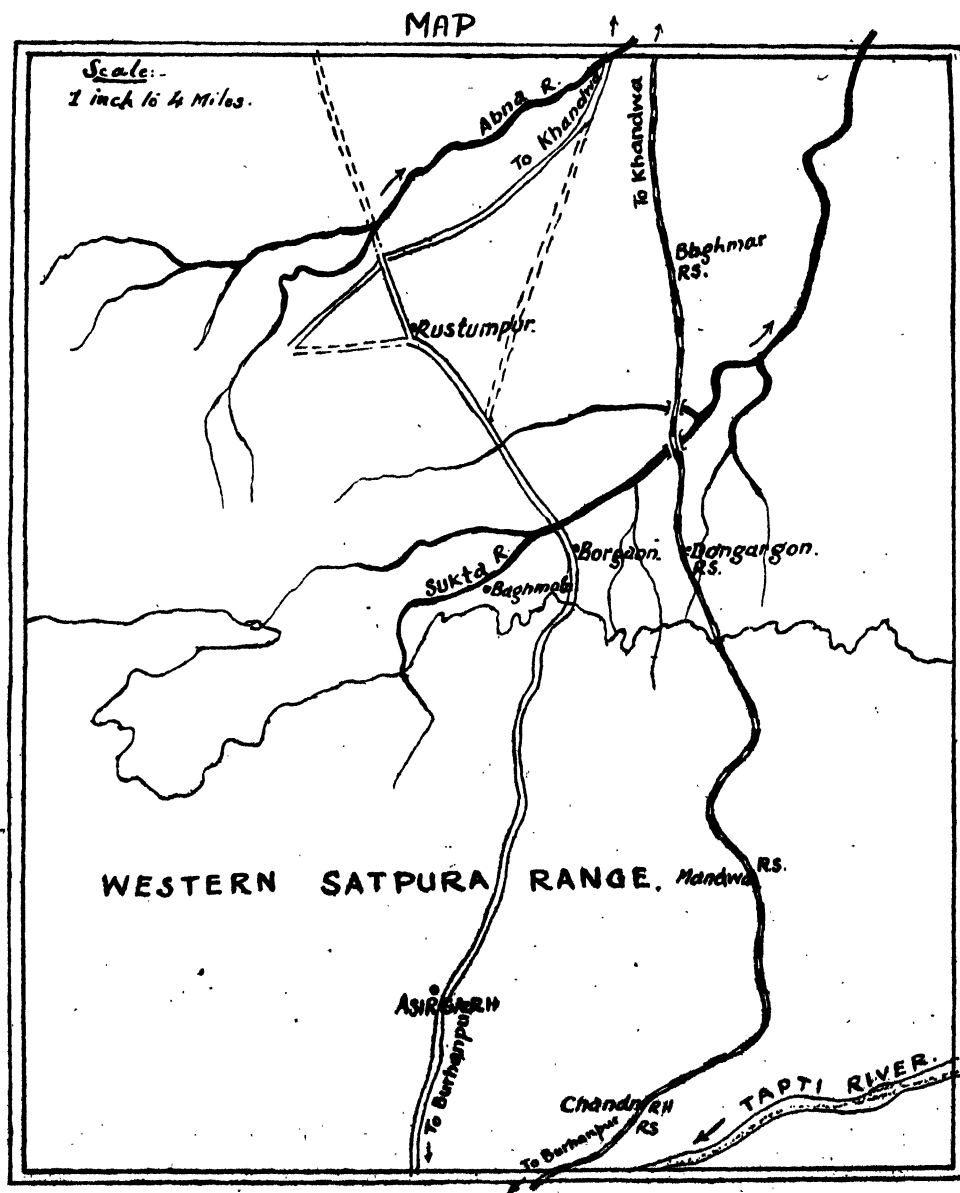 MAP
Scale:-
1 inch to 4 Miles.
Abna R.
To Khandwa
To Khandwa
Baghmar
RS.
Rustumpur.
Borgaon.
Dongargon.
RS.
Sukta R.
Baghmala
WESTERN SATPURA RANGE.
Mandwa RS.
ASIRGARH
To Burhanpur
TAPTI RIVER.
Chandni RH
RS
To Burhanpur